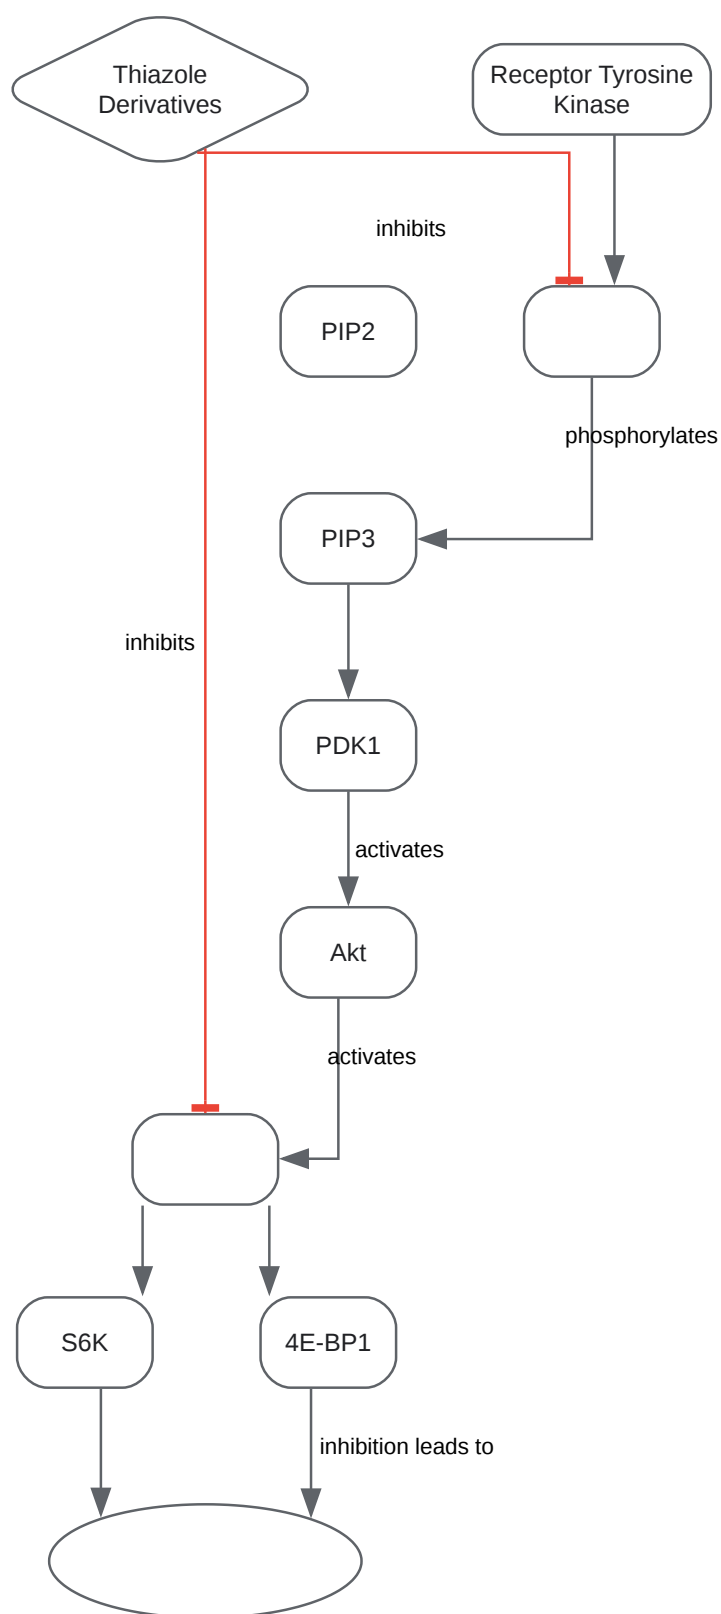 Thiazole
Derivatives
Receptor Tyrosine
Kinase
inhibits
PIP2
phosphorylates
PIP3
inhibits
PDK1
activates
Akt
activates
S6K
4E-BP1
inhibition leads to